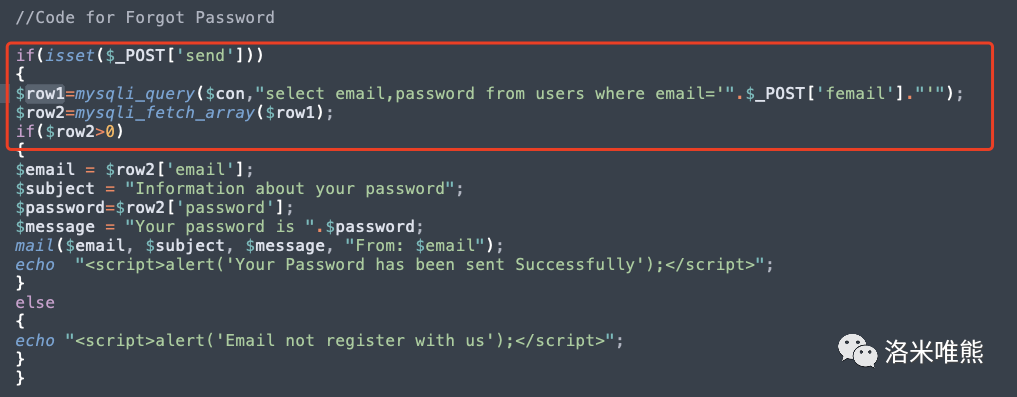 //Code for Forgot Password
if(isset($_POST['send']))
{
$row1=mysqli_query($con,"select email,password from users where email='".$_POST['femail']."'");
$row2=mysqli_fetch_array($row1);
if($row2>0)
{
$email = $row2['email'];
$subject = "Information about your password";
$password=$row2['password'];
$message = "Your password is ".$password;
mail($email, $subject, $message, "From: $email");
echo  "<script>alert('Your Password has been sent Successfully');</script>";
}
else
{
echo "<script>alert('Email not register with us');</script>";
}
}
洛米唯熊